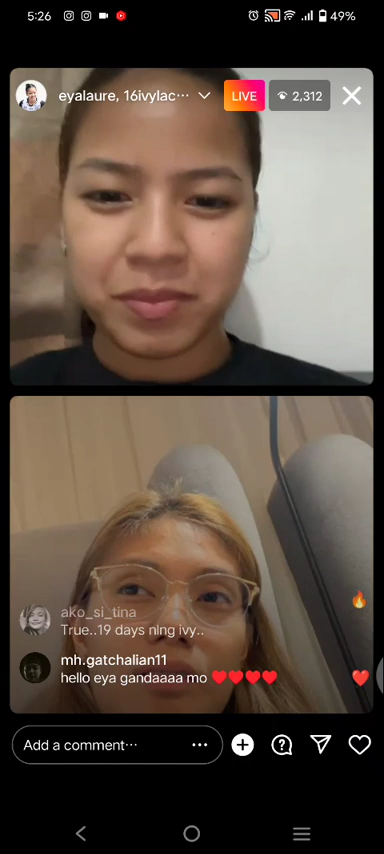 5:26
49%
eyalaure, 16ivylac...
LIVE
2,312
ako_si_tina
True..19 days nlng ivy..
mh.gatchalian11
hello eya gandaaaa mo ❤️❤️❤️❤️
Add a comment...